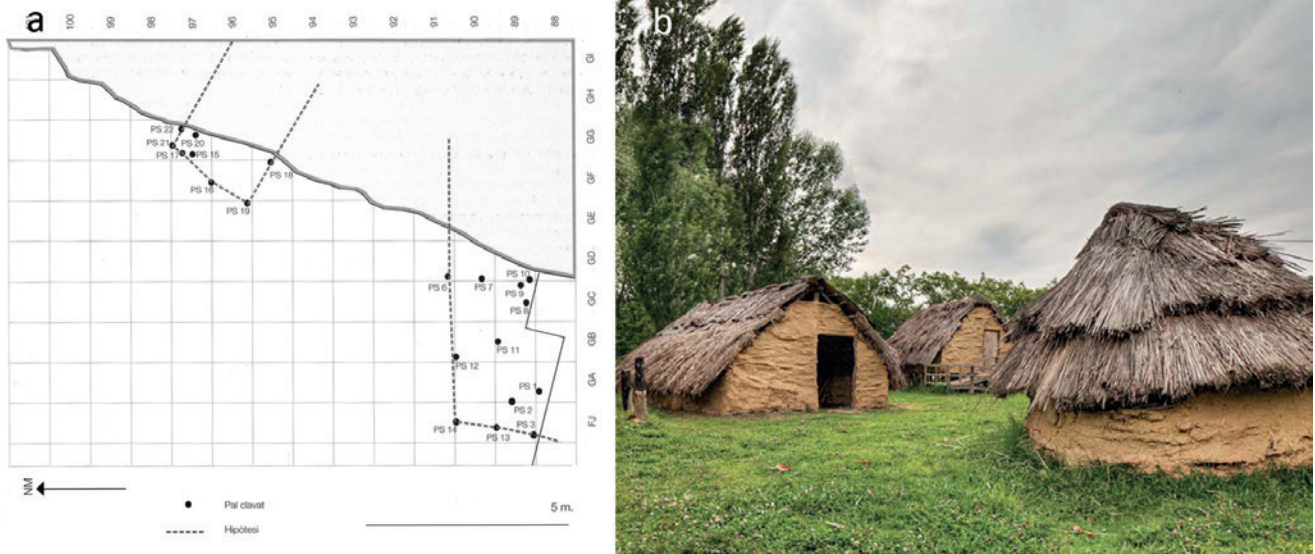 a
100 97 96 95 94 93 92 91 90 89 88
GI
GH
GG
GF
GE
GD
GC
GB
GA
FJ
PS 22
PS 21
PS 20
PS 17
PS 15
PS 18
PS 16
PS 19
PS 6
PS 7
PS 10
PS 9
PS 8
PS 11
PS 12
PS 1
PS 2
PS 14
PS 13
PS 3
NM
Pal clavat
Hipòtesi
5 m.
b